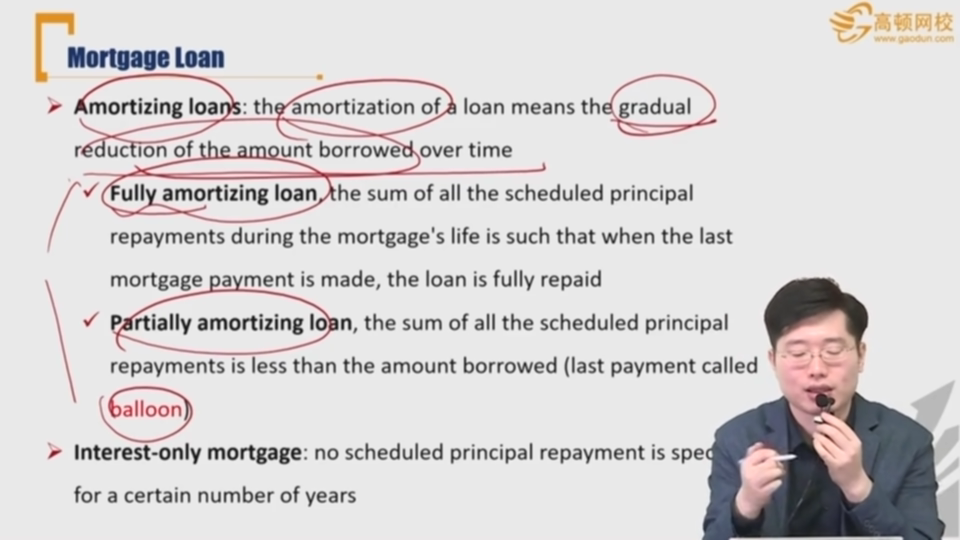 高顿网校
www.gaodun.com
Mortgage Loan
Amortizing loans: the amortization of a loan means the gradual
reduction of the amount borrowed over time
Fully amortizing loan, the sum of all the scheduled principal
repayments during the mortgage's life is such that when the last
mortgage payment is made, the loan is fully repaid
Partially amortizing loan, the sum of all the scheduled principal
repayments is less than the amount borrowed (last payment called
balloon)
Interest-only mortgage: no scheduled principal repayment is
for a certain number of years